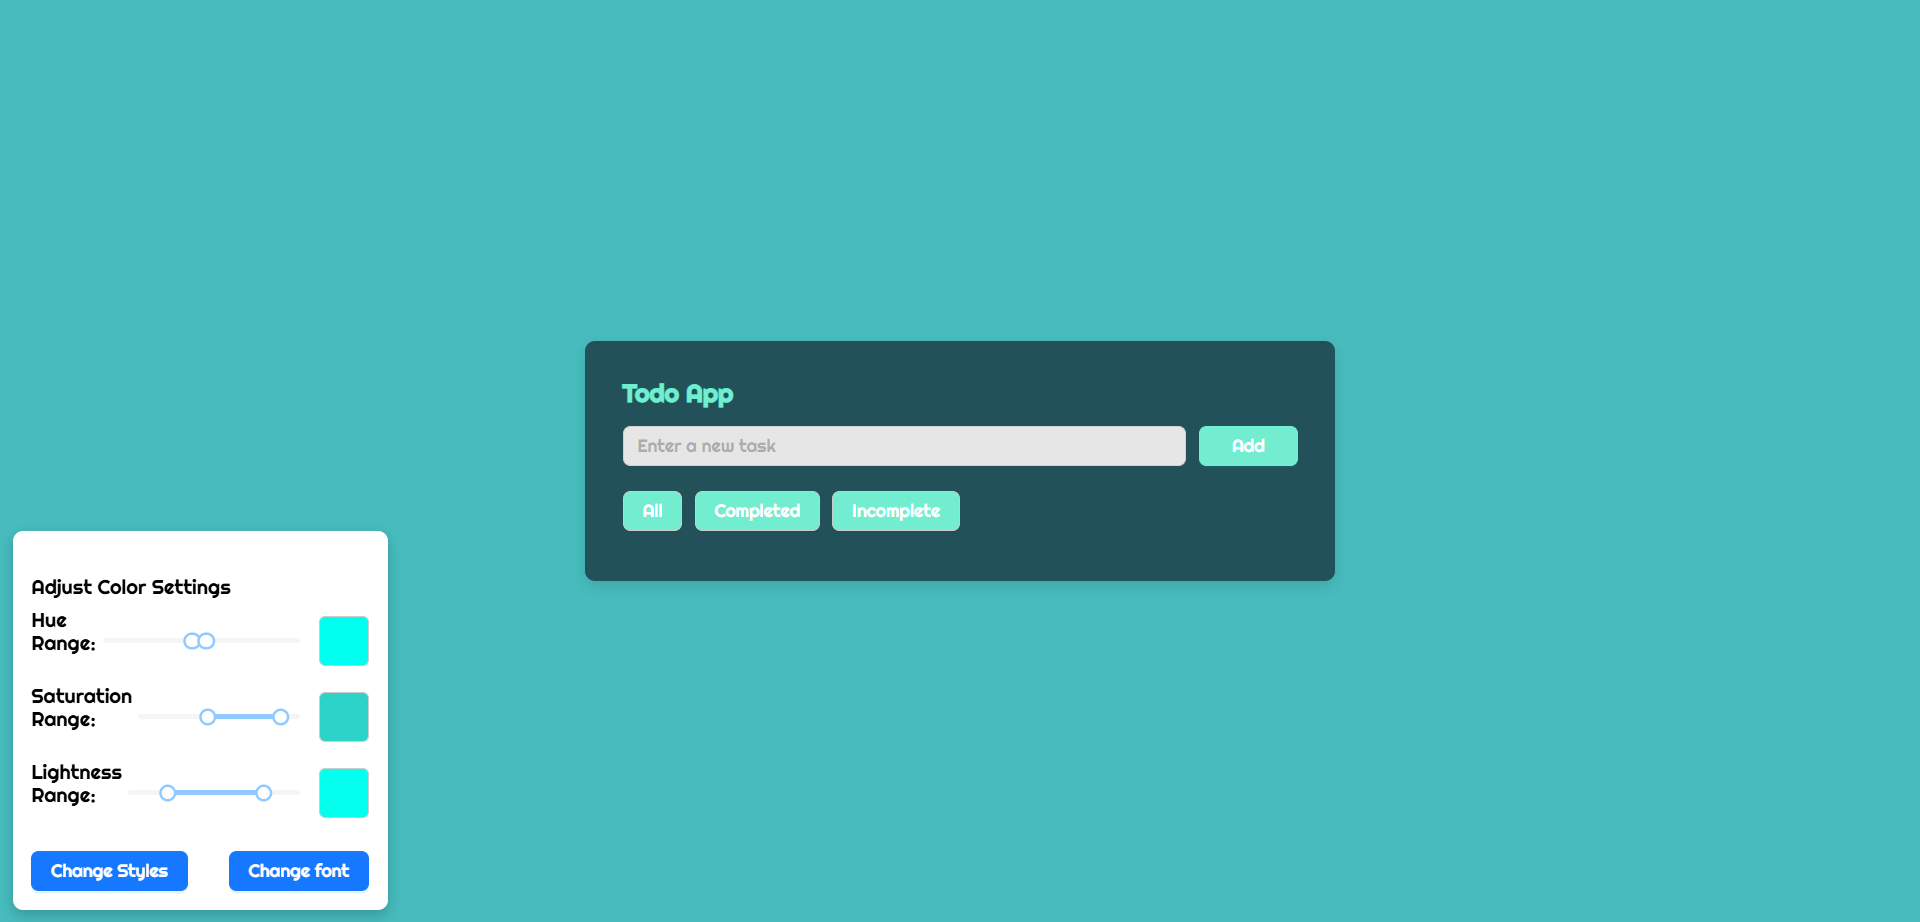 Todo App
Enter a new task
Add
All
Completed
Incomplete
Adjust Color Settings
Hue
Range:
Saturation
Range:
Lightness
Range:
Change Styles
Change font